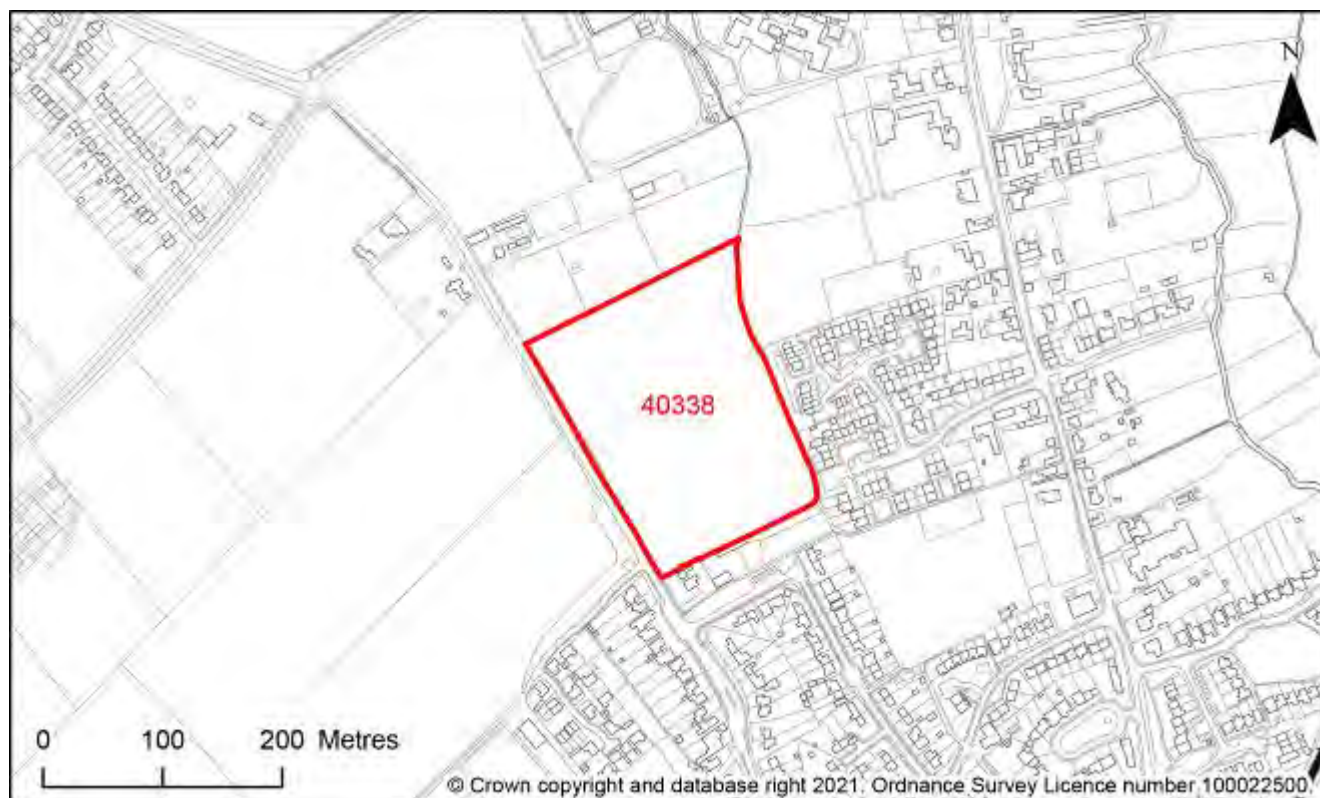 N
40338
0 100 200 Metres
© Crown copyright and database right 2021. Ordnance Survey Licence number 100022500.